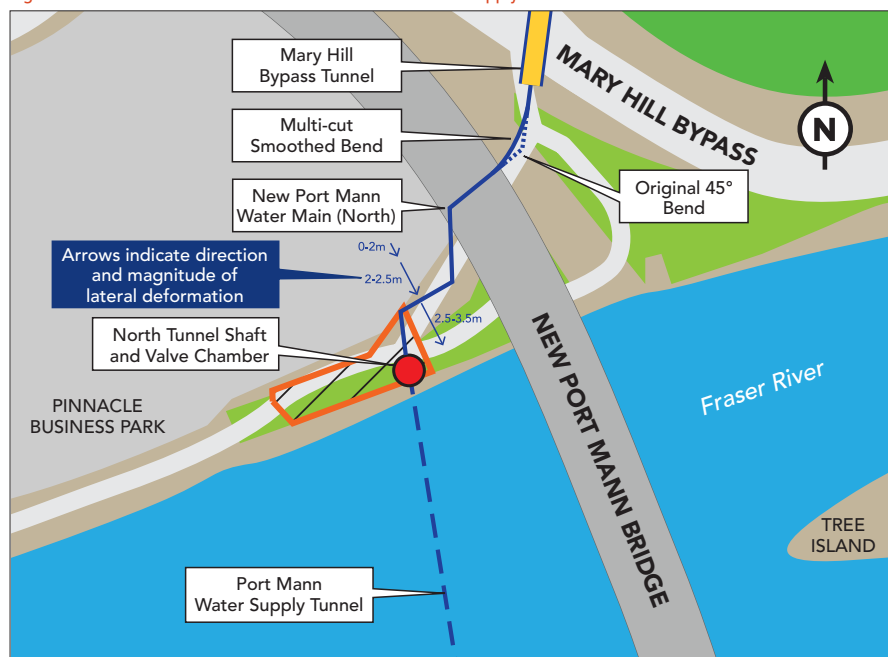 Mary Hill
Bypass Tunnel
MARY HILL BYPASS
N
Multi-cut
Smoothed Bend
Original 45°
Bend
New Port Mann
Water Main (North)
0-2m
Arrows indicate direction
and magnitude of
lateral deformation
2-2.5m
2.5-3.5m
North Tunnel Shaft
and Valve Chamber
NEW PORT MANN BRIDGE
Fraser River
PINNACLE
BUSINESS PARK
TREE
ISLAND
Port Mann
Water Supply Tunnel